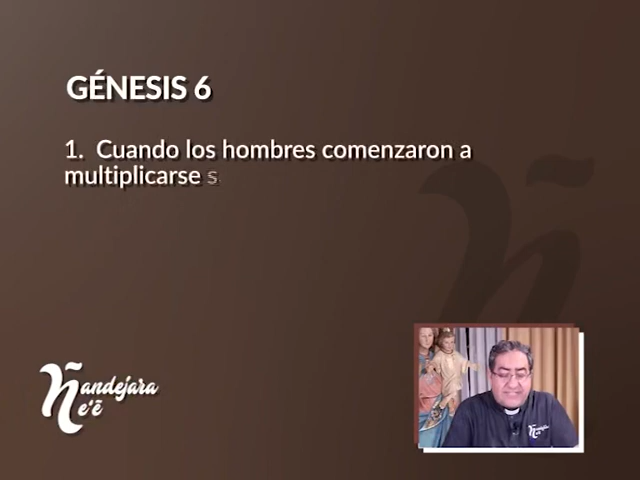 GÉNESIS 6
1. Cuando los hombres comenzaron a
multiplicarse s
Ñandejara
Ñe'ẽ